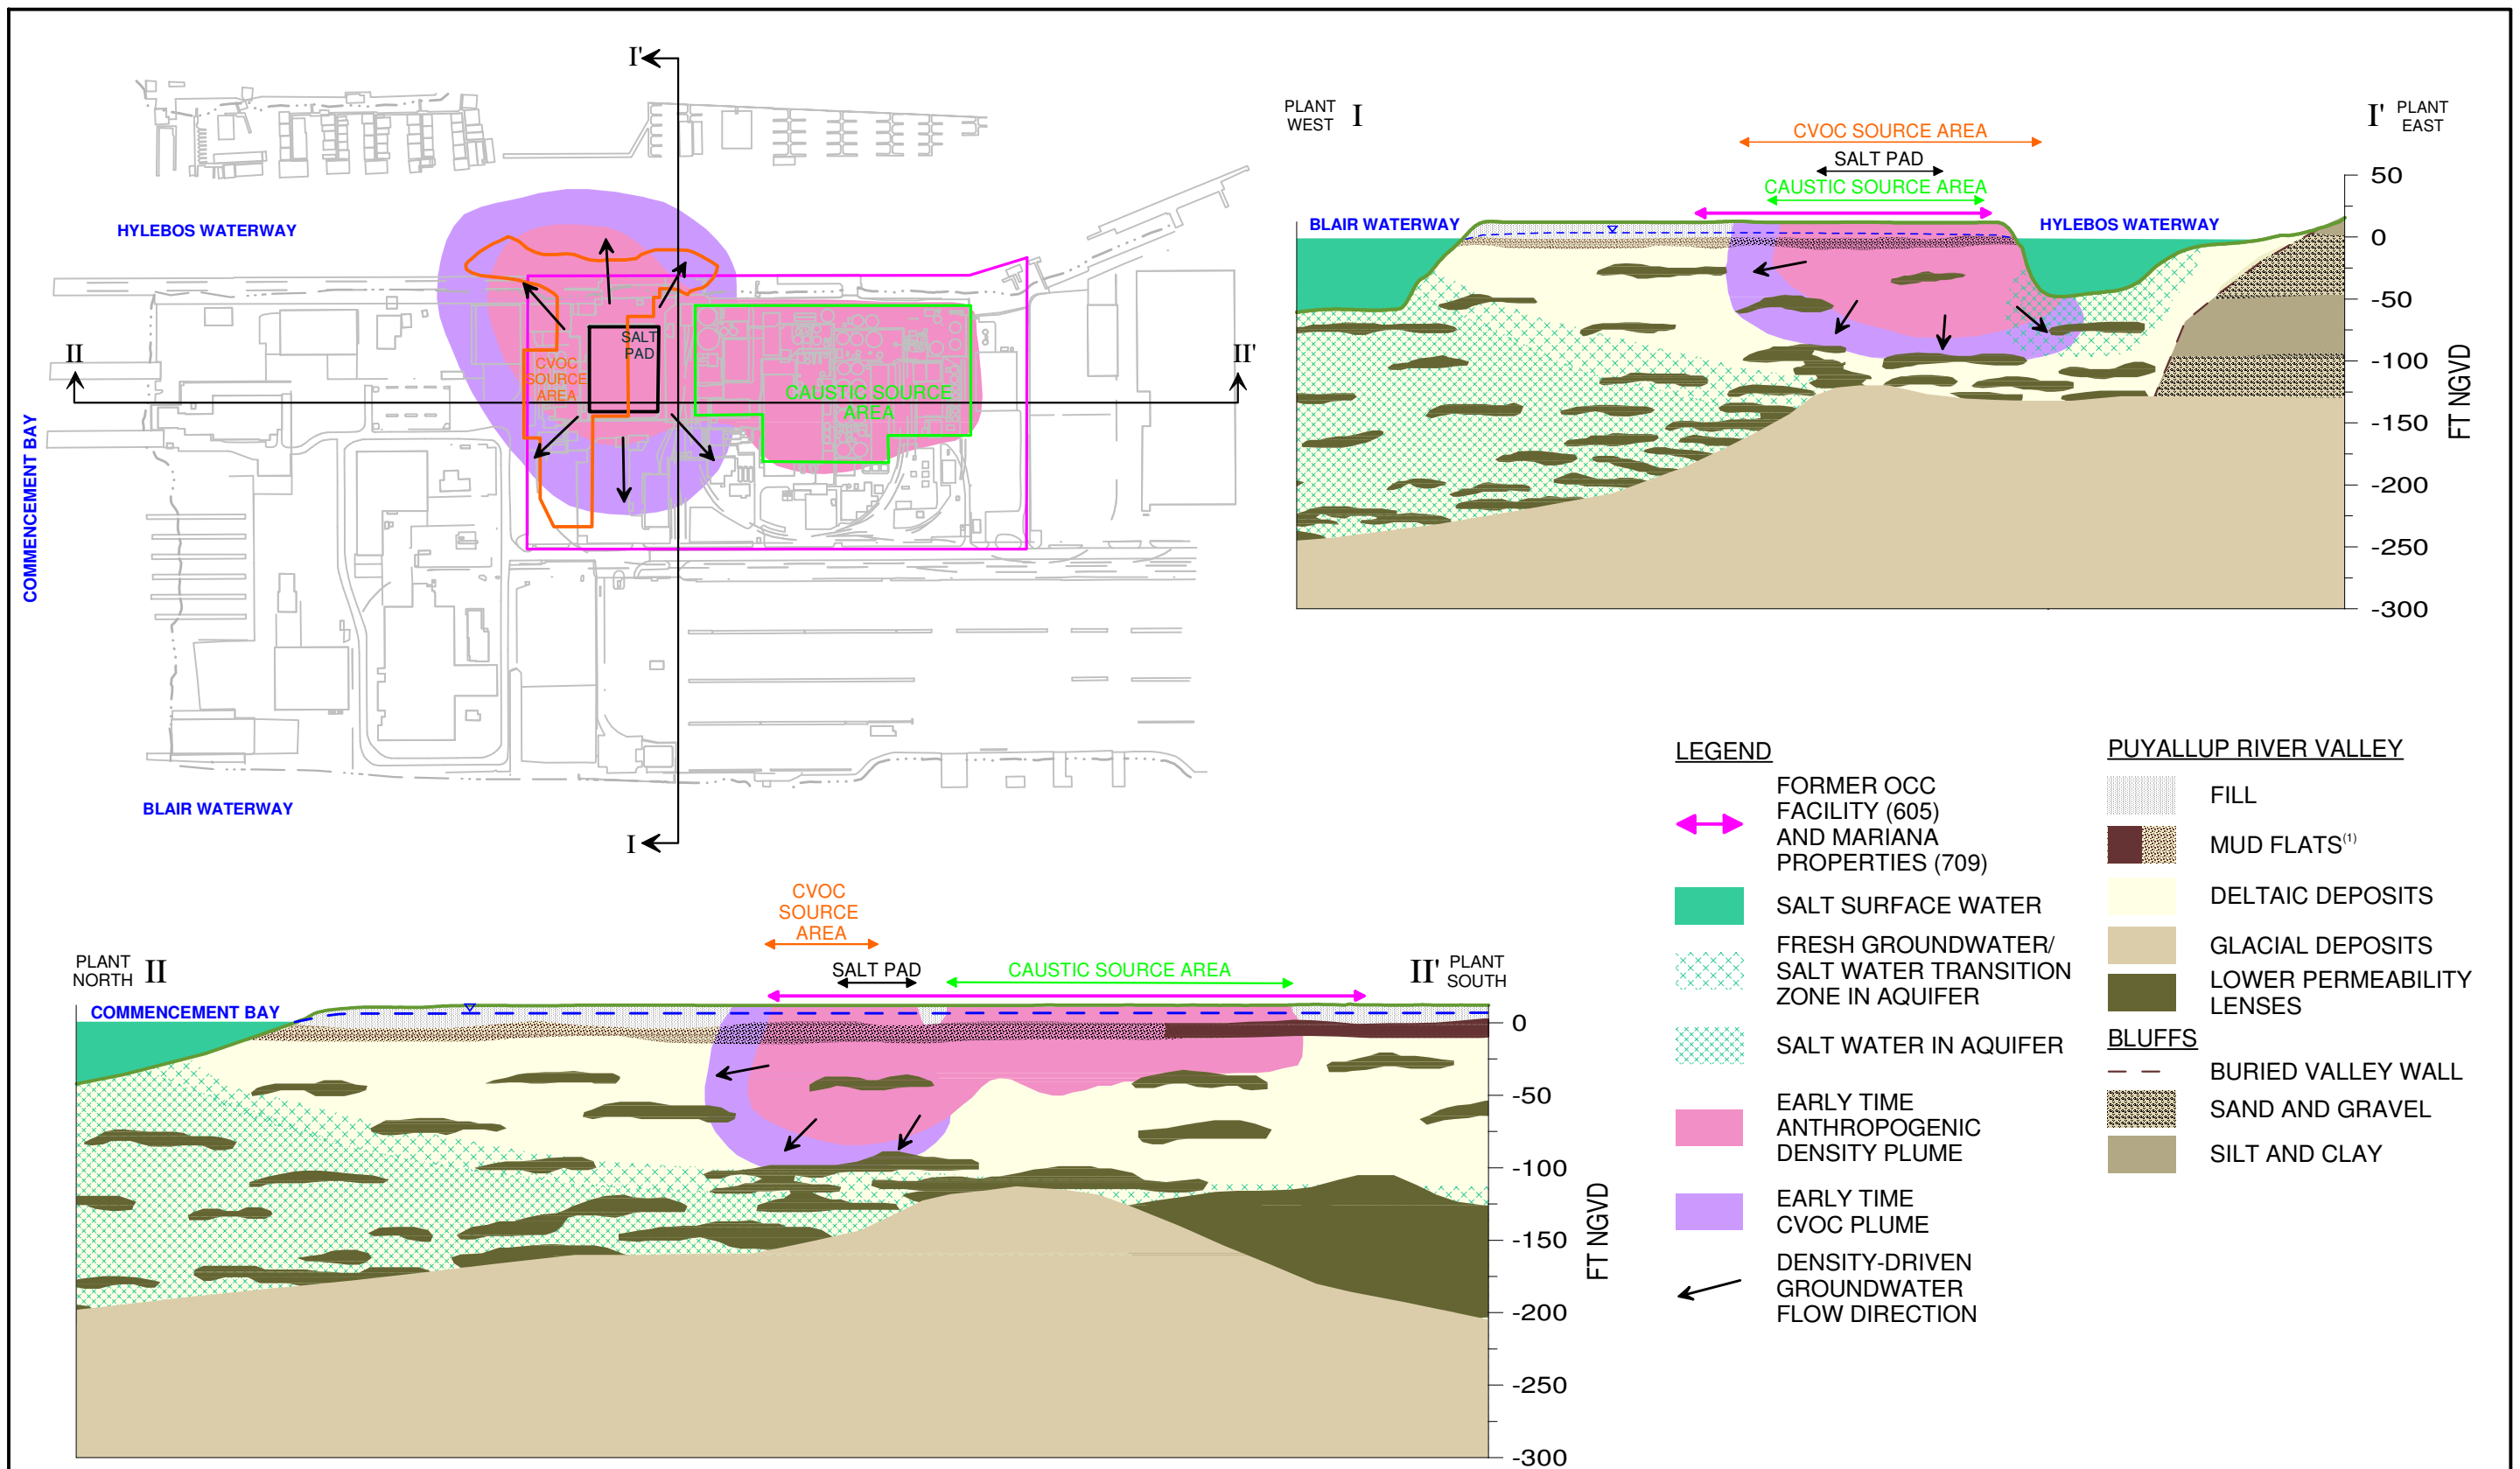 I'
HYLEBOS WATERWAY
II
II'
SALT
PAD
CVOC
SOURCE
AREA
CAUSTIC SOURCE
AREA
COMMENCEMENT BAY
BLAIR WATERWAY
I
PLANT
WEST
I
I'
PLANT
EAST
CVOC SOURCE AREA
SALT PAD
CAUSTIC SOURCE AREA
BLAIR WATERWAY
HYLEBOS WATERWAY
50
0
-50
-100
-150
-200
-250
-300
FT NGVD
CVOC
SOURCE
AREA
PLANT
NORTH
II
SALT PAD
CAUSTIC SOURCE AREA
II'
PLANT
SOUTH
COMMENCEMENT BAY
0
-50
-100
-150
-200
-250
-300
FT NGVD
LEGEND
FORMER OCC
FACILITY (605)
AND MARIANA
PROPERTIES (709)
SALT SURFACE WATER
FRESH GROUNDWATER/
SALT WATER TRANSITION
ZONE IN AQUIFER
SALT WATER IN AQUIFER
EARLY TIME
ANTHROPOGENIC
DENSITY PLUME
EARLY TIME
CVOC PLUME
DENSITY-DRIVEN
GROUNDWATER
FLOW DIRECTION
PUYALLUP RIVER VALLEY
FILL
MUD FLATS(1)
DELTAIC DEPOSITS
GLACIAL DEPOSITS
LOWER PERMEABILITY
LENSES
BLUFFS
BURIED VALLEY WALL
SAND AND GRAVEL
SILT AND CLAY